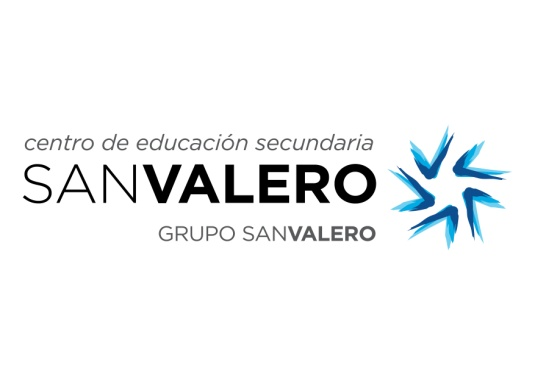 centro de educación secundaria
SANVALERO
GRUPO SANVALERO